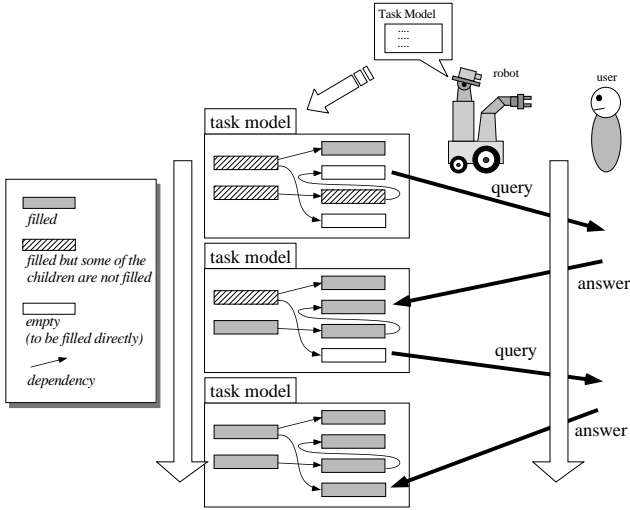 Task Model
....
....
....
robot
user
task model
query
filled
filled but some of the
children are not filled
empty
(to be filled directly)
dependency
task model
answer
query
task model
answer